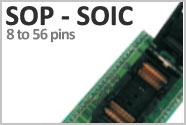 SOP - SOIC
8 to 56 pins